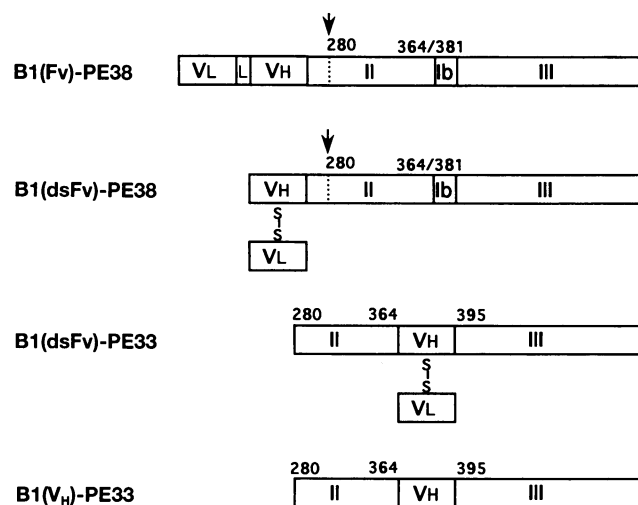 280 364/381
B1(Fv)-PE38 VL L VH II Ib III
280 364/381
B1(dsFv)-PE38 VH II Ib III
S
S
VL
280 364 395
B1(dsFv)-PE33 II VH III
S
S
VL
280 364 395
B1(VH)-PE33 II VH III